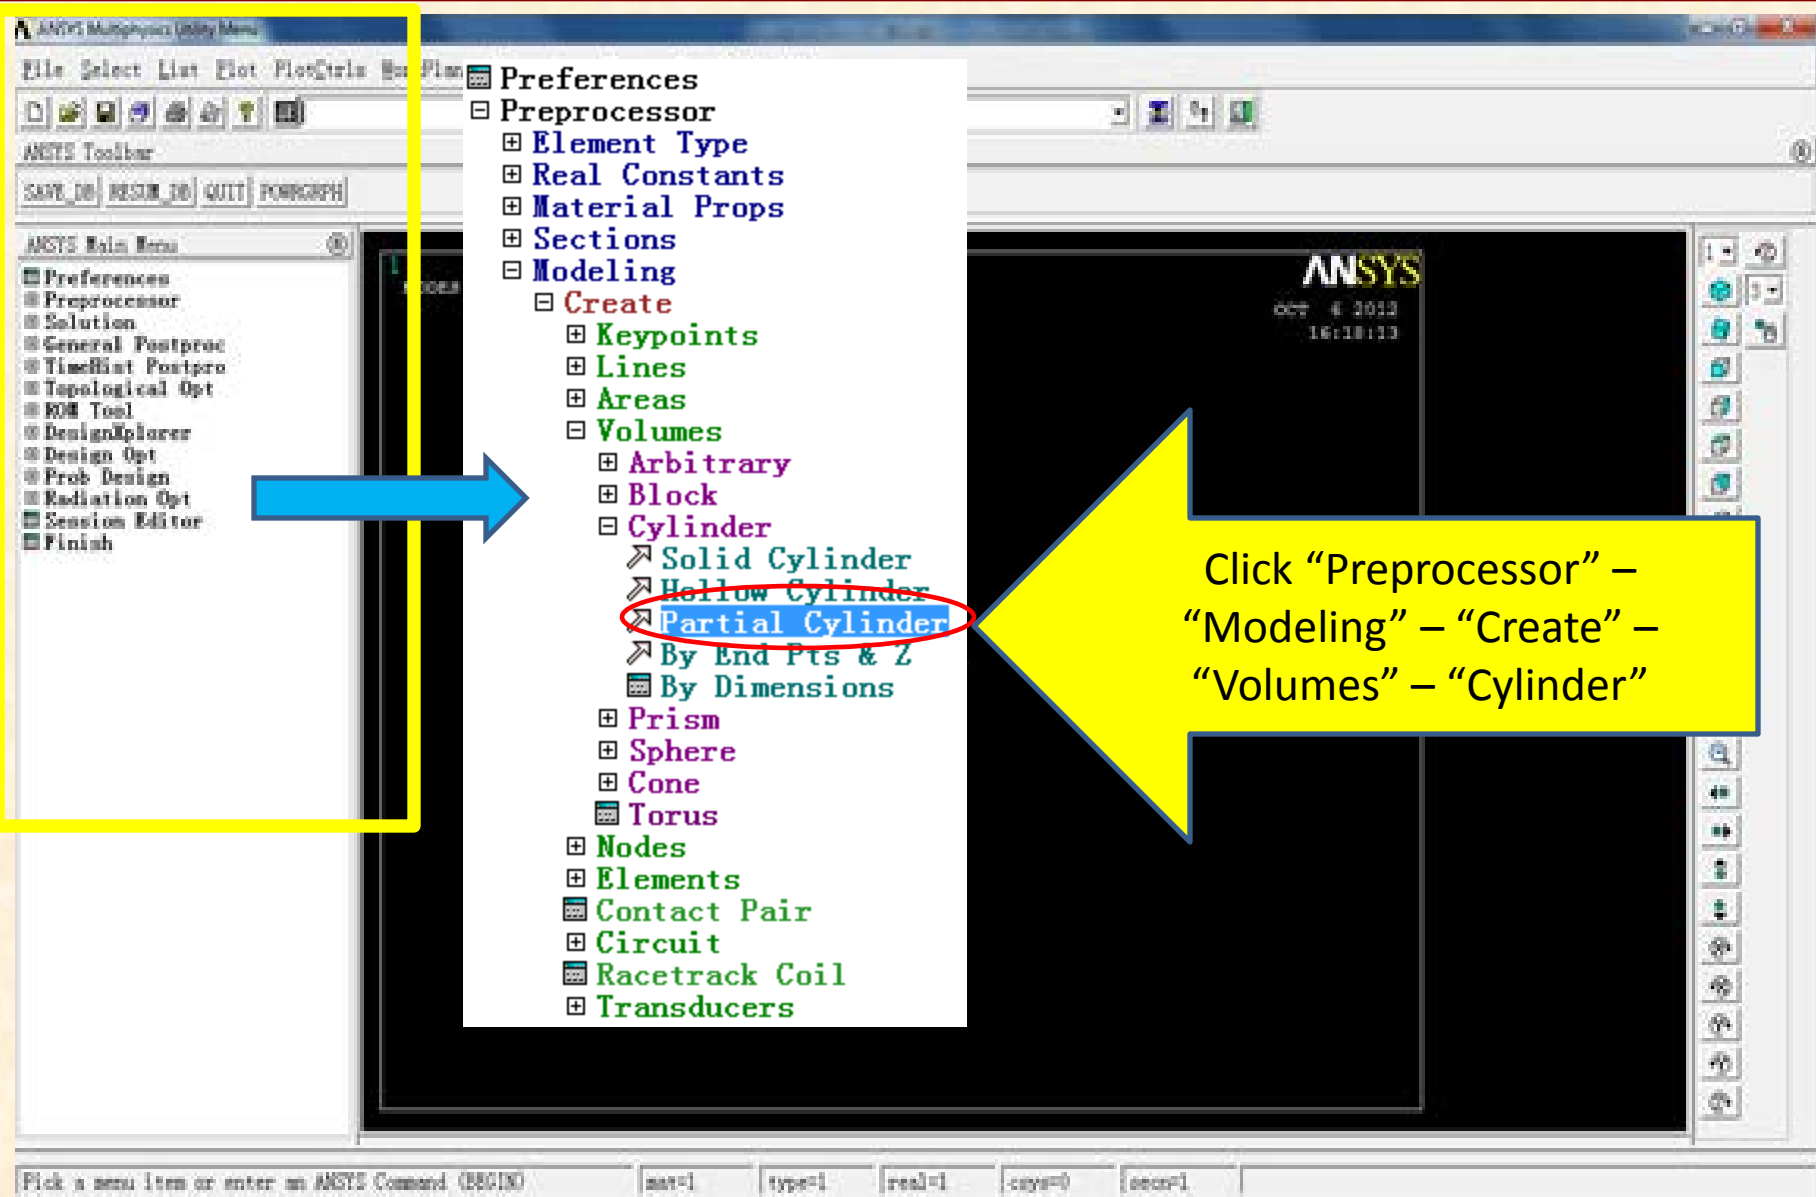 ANSYS Multiphysics Utility Menu
File Select List Plot PlotCtrls
ANSYS Toolbar
SAVE_DB RESUM_DB QUIT POWRGRPH
ANSYS Main Menu
Preferences
Preprocessor
Solution
General Postproc
TimeHist Postpro
Topological Opt
ROM Tool
DesignXplorer
Design Opt
Prob Design
Radiation Opt
Session Editor
Finish
Preferences
Preprocessor
Element Type
Real Constants
Material Props
Sections
Modeling
Create
Keypoints
Lines
Areas
Volumes
Arbitrary
Block
Cylinder
Solid Cylinder
Hollow Cylinder
Partial Cylinder
By End Pts & Z
By Dimensions
Prism
Sphere
Cone
Torus
Nodes
Elements
Contact Pair
Circuit
Racetrack Coil
Transducers
1
NODES
ANSYS
OCT 4 2012
16:18:13
1
3
Click “Preprocessor” –
“Modeling” – “Create” –
“Volumes” – “Cylinder”
Pick a menu item or enter an ANSYS Command (BEGIN) mat=1 type=1 real=1 csys=0 secn=1